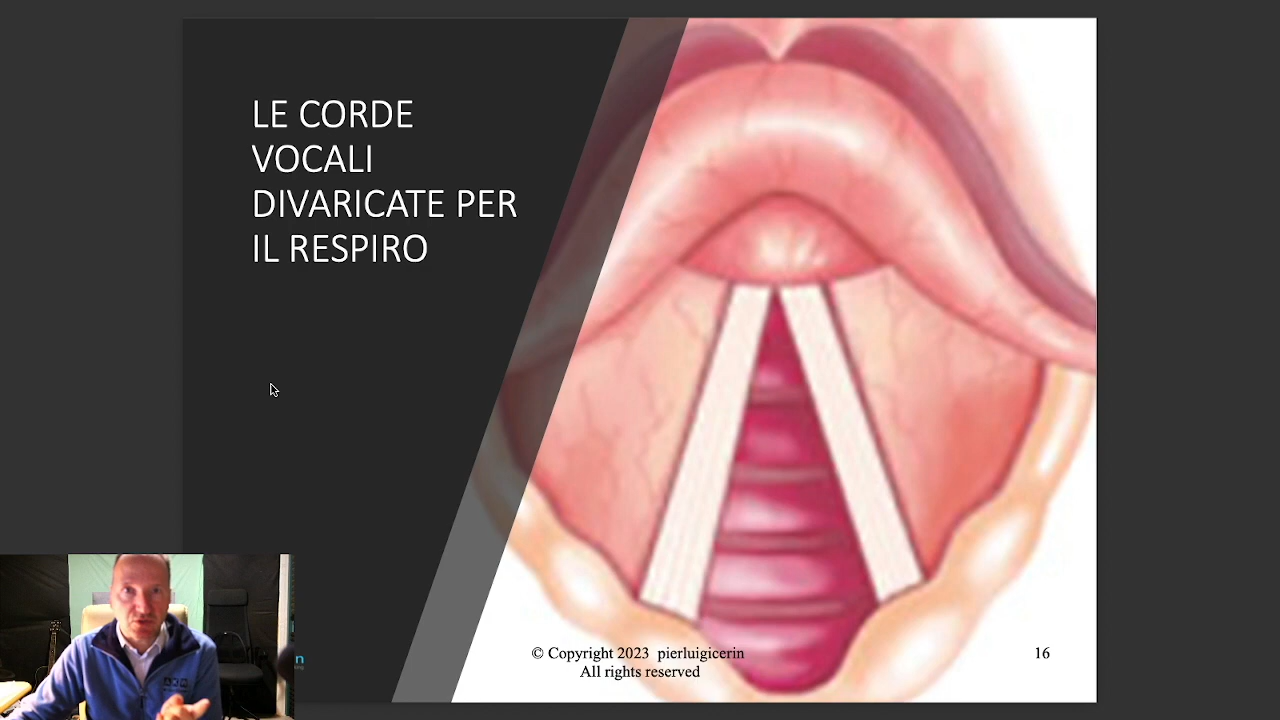 LE CORDE
VOCALI
DIVARICATE PER
IL RESPIRO
© Copyright 2023 pierluigicerin
All rights reserved
16